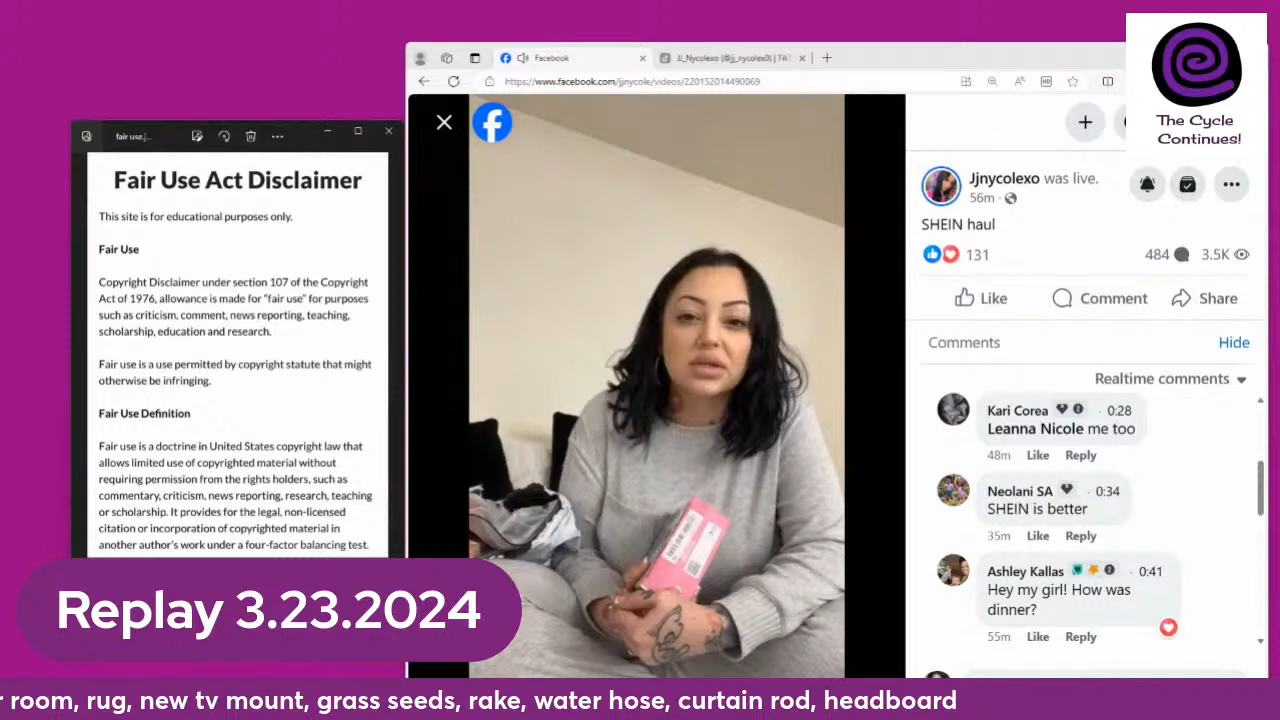 Facebook
JJ_Nycolexo (@jj_nycolex0) | Tik
https://www.facebook.com/jjnycole/videos/220152014490069
The Cycle
Continues!
fair use.j...
Fair Use Act Disclaimer
This site is for educational purposes only.
Fair Use
Copyright Disclaimer under section 107 of the Copyright
Act of 1976, allowance is made for “fair use” for purposes
such as criticism, comment, news reporting, teaching,
scholarship, education and research.
Fair use is a use permitted by copyright statute that might
otherwise be infringing.
Fair Use Definition
Fair use is a doctrine in United States copyright law that
allows limited use of copyrighted material without
requiring permission from the rights holders, such as
commentary, criticism, news reporting, research, teaching
or scholarship. It provides for the legal, non-licensed
citation or incorporation of copyrighted material in
another author’s work under a four-factor balancing test.
Jjnycolexo was live.
56m
SHEIN haul
131
484 3.5K
Like Comment Share
Comments Hide
Realtime comments
Kari Corea · 0:28
Leanna Nicole me too
48m Like Reply
Neolani SA · 0:34
SHEIN is better
35m Like Reply
Ashley Kallas · 0:41
Hey my girl! How was
dinner?
55m Like Reply
Replay 3.23.2024
r room, rug, new tv mount, grass seeds, rake, water hose, curtain rod, headboard